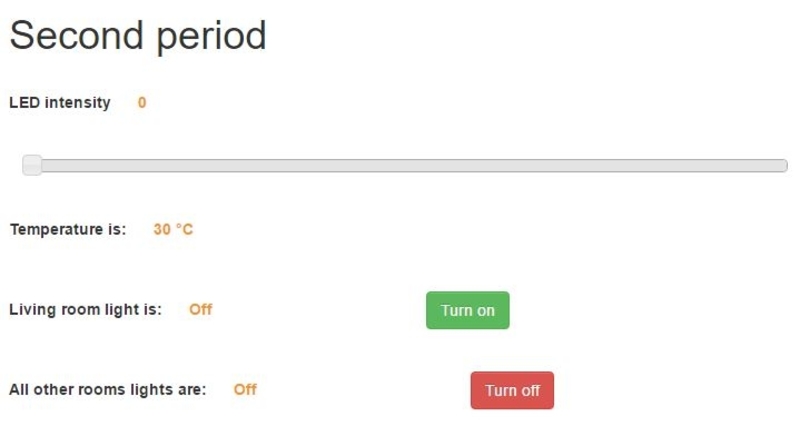 Second period
LED intensity 0
Temperature is: 30 °C
Living room light is: Off Turn on
All other rooms lights are: Off Turn off